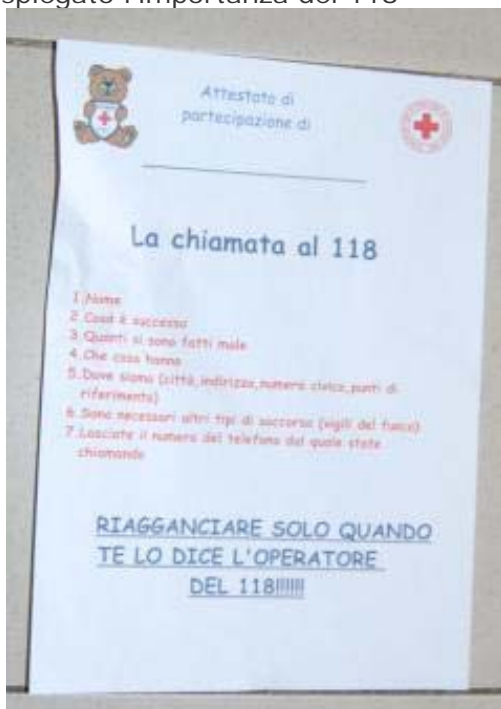 spiegato l'importanza del 118
Attestato di
partecipazione di
La chiamata al 118
1.Nome
2.Cosa è successo
3.Quanti si sono fatti male
4.Che cosa hanno
5.Dove siamo (città,indirizzo,numero civico,punti di
riferimento)
6.Sono necessari altri tipi di soccorso (vigili del fuoco)
7.Lasciate il numero del telefono dal quale state
chiamando
RIAGGANCIARE SOLO QUANDO
TE LO DICE L'OPERATORE
DEL 118!!!!!!